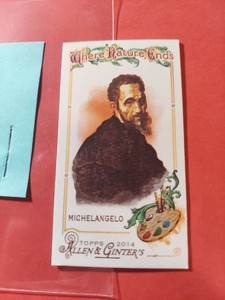 Where Nature Ends
MICHELANGELO
TOPPS 2014
ALLEN & GINTER'S